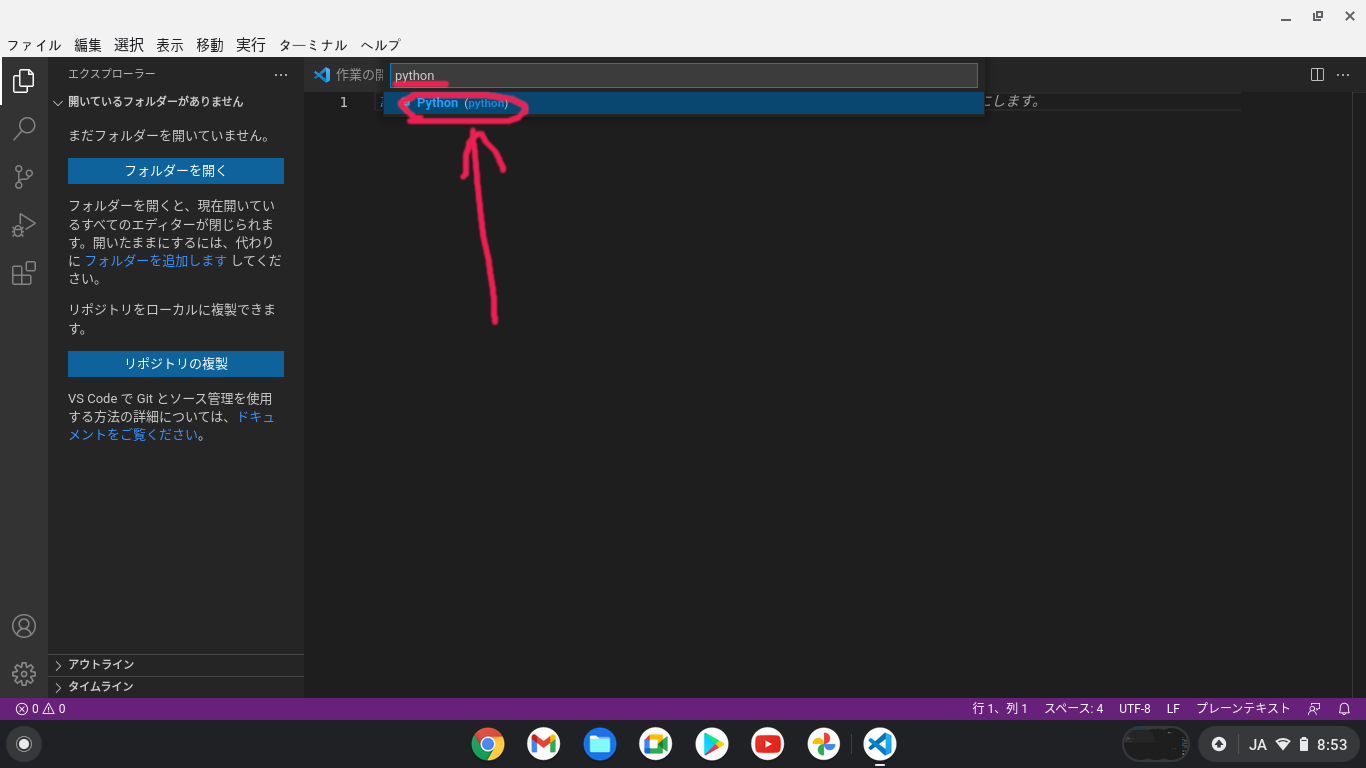 ファイル 編集 選択 表示 移動 実行 ターミナル ヘルプ
エクスプローラー
開いているフォルダーがありません
まだフォルダーを開いていません。
フォルダーを開く
フォルダーを開くと、現在開いてい
るすべてのエディターが閉じられま
す。開いたままにするには、代わり
に フォルダーを追加します してくだ
さい。
リポジトリをローカルに複製できま
す。
リポジトリの複製
VS Code で Git とソース管理を使用
する方法の詳細については、ドキュ
メントをご覧ください。
アウトライン
タイムライン
作業の開
python
Python (python)
1
にします。
0 0
行 1、列 1 スペース: 4 UTF-8 LF プレーンテキスト
JA 8:53